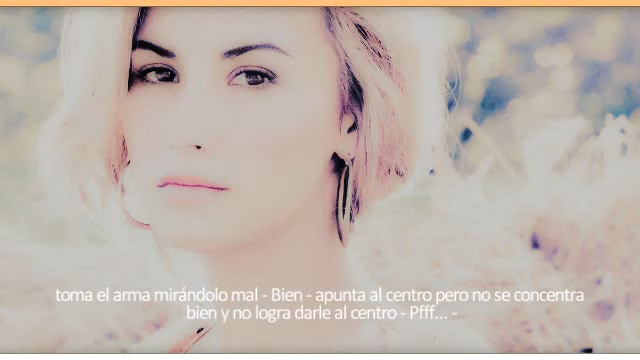 toma el arma mirándolo mal - Bien - apunta al centro pero no se concentra
bien y no logra darle al centro - Pfff... -